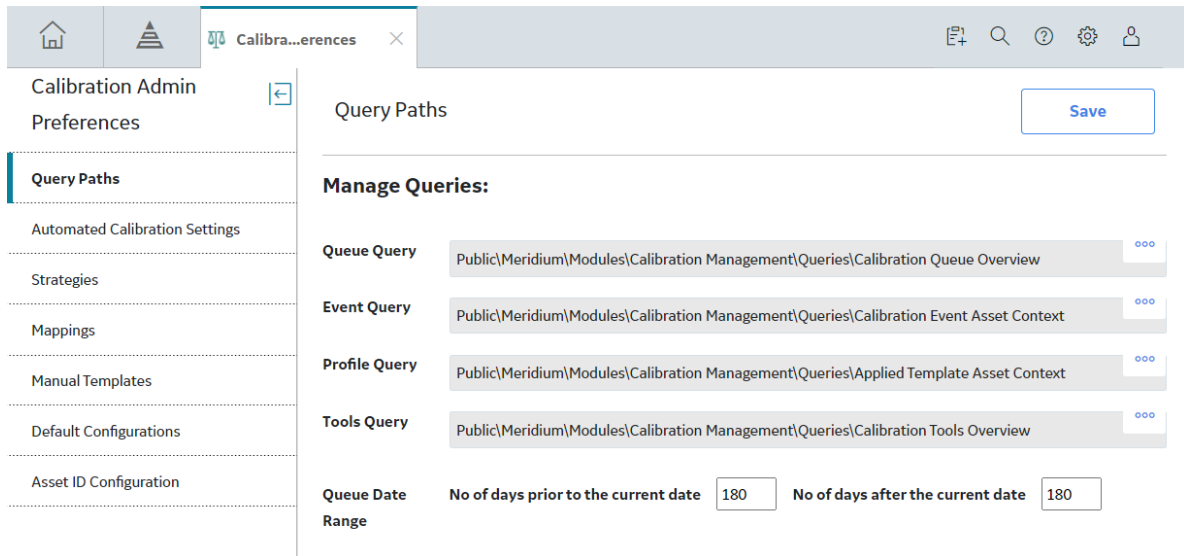 Calibra...erences
Calibration Admin
Preferences
Query Paths
Automated Calibration Settings
Strategies
Mappings
Manual Templates
Default Configurations
Asset ID Configuration
Query Paths
Save
Manage Queries:
Queue Query Public\Meridium\Modules\Calibration Management\Queries\Calibration Queue Overview
Event Query Public\Meridium\Modules\Calibration Management\Queries\Calibration Event Asset Context
Profile Query Public\Meridium\Modules\Calibration Management\Queries\Applied Template Asset Context
Tools Query Public\Meridium\Modules\Calibration Management\Queries\Calibration Tools Overview
Queue Date No of days prior to the current date 180 No of days after the current date 180
Range